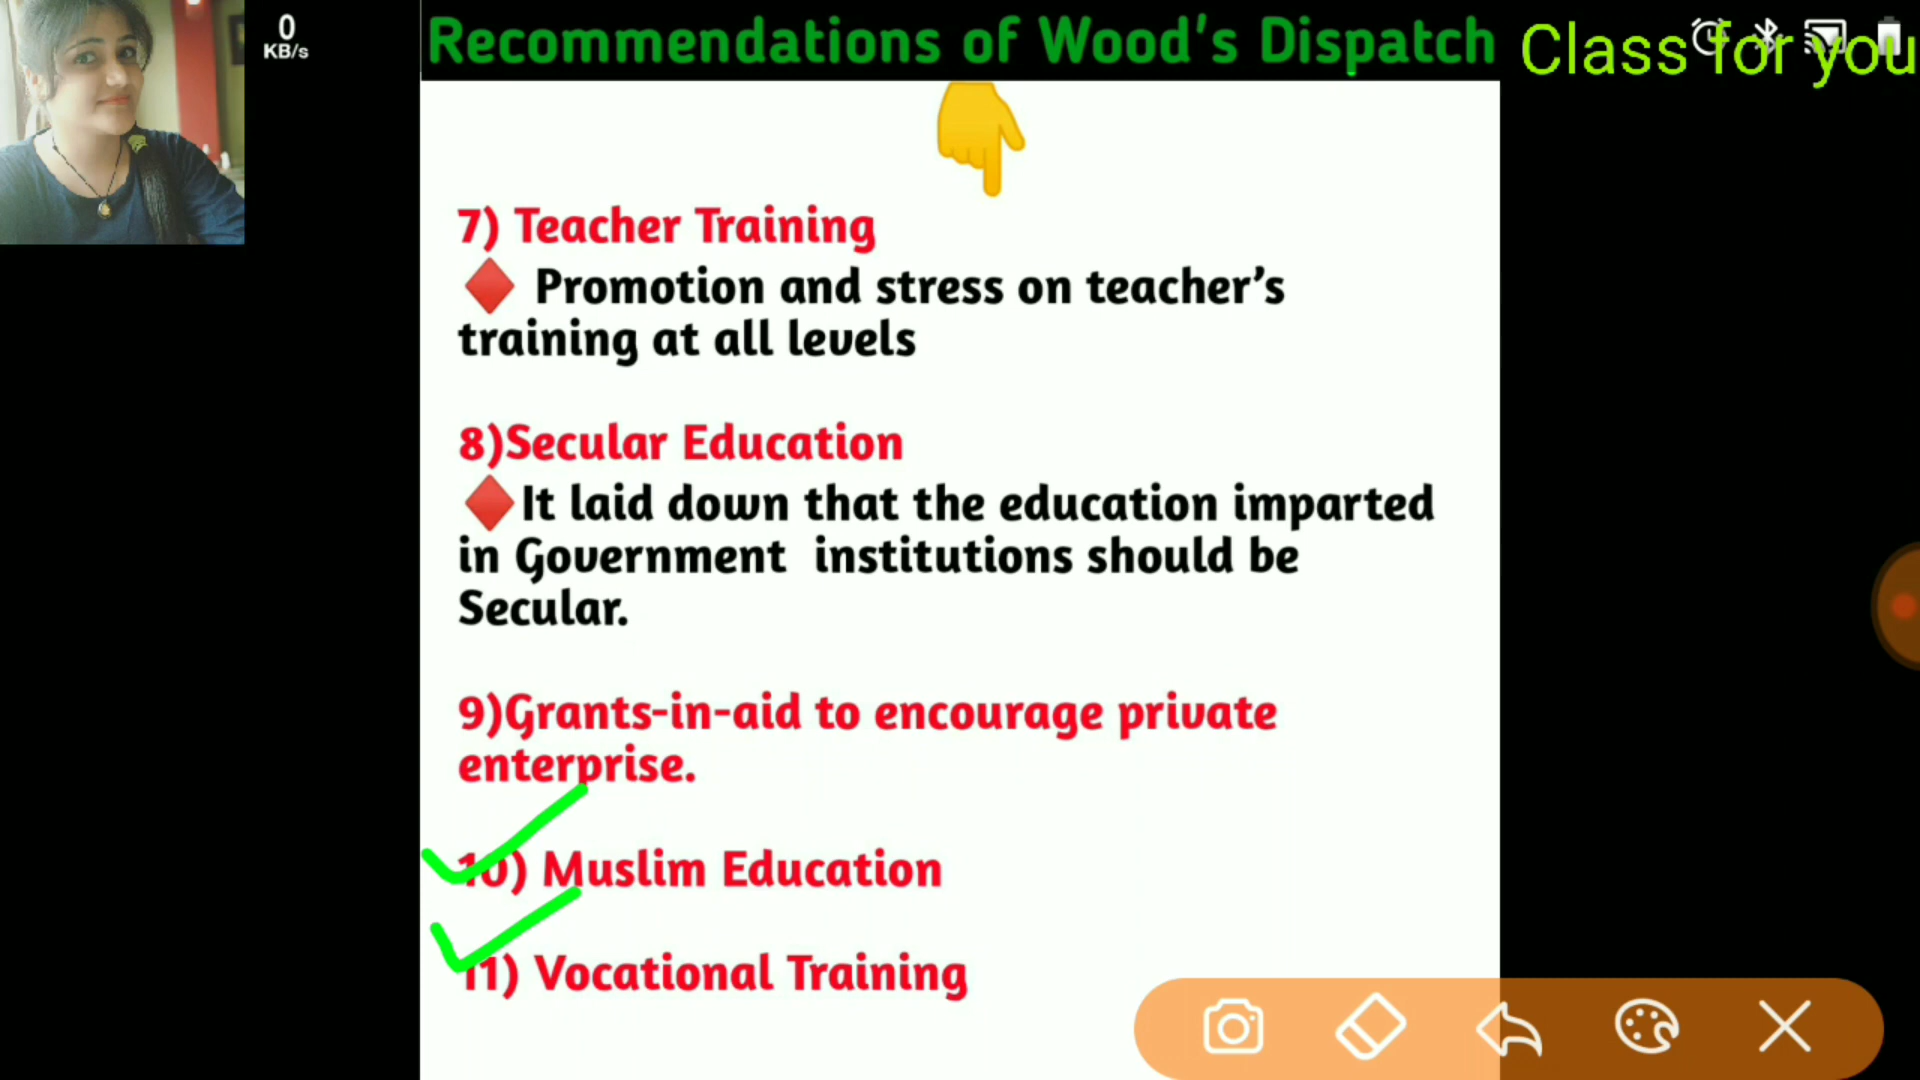 0
KB/s
Recommendations of Wood's Dispatch
Class for you
7) Teacher Training
Promotion and stress on teacher's
training at all levels
8)Secular Education
It laid down that the education imparted
in Government institutions should be
Secular.
9)Grants-in-aid to encourage private
enterprise.
10) Muslim Education
11) Vocational Training